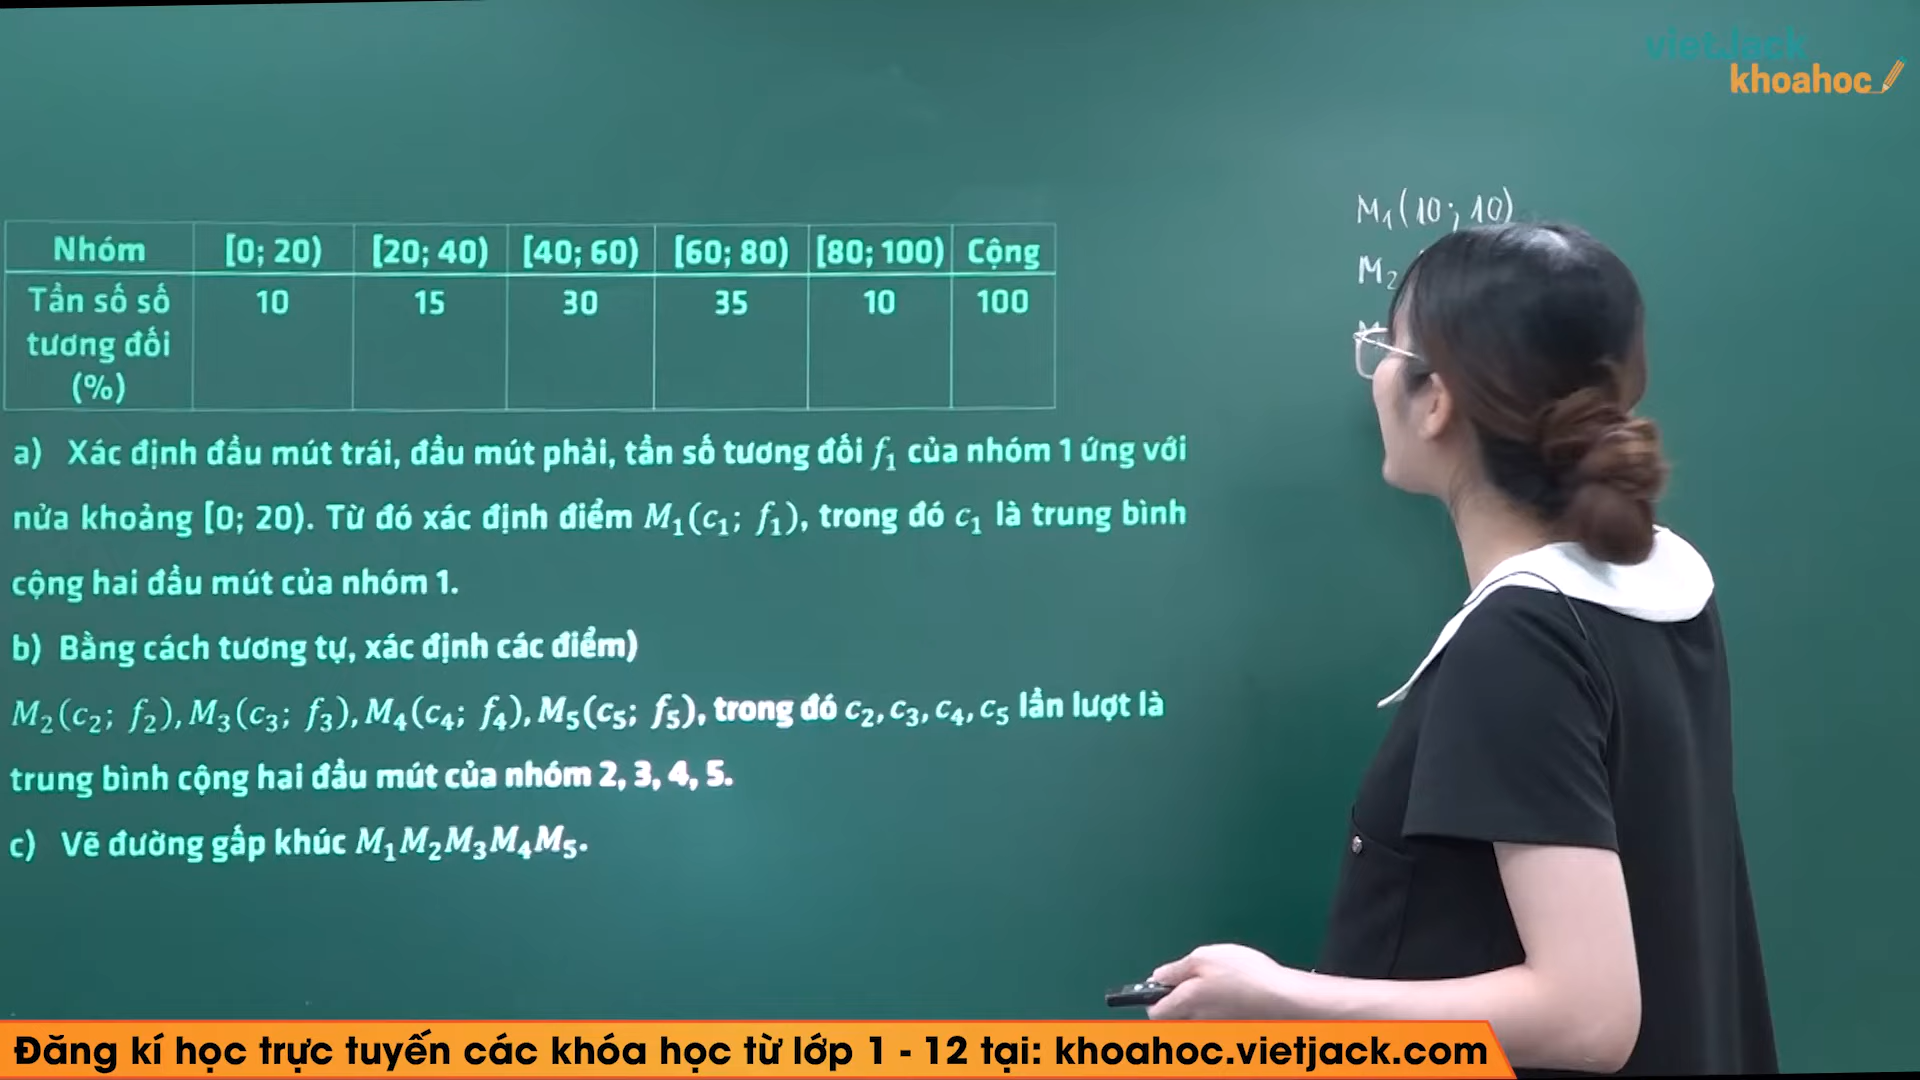 vietJack
khoahoc
M₁(10; 10)
M₂
Nhóm [0; 20) [20; 40) [40; 60) [60; 80) [80; 100) Cộng
Tần số số tương đối (%) 10 15 30 35 10 100
a) Xác định đầu mút trái, đầu mút phải, tần số tương đối f₁ của nhóm 1 ứng với
nửa khoảng [0; 20). Từ đó xác định điểm M₁(c₁; f₁), trong đó c₁ là trung bình
cộng hai đầu mút của nhóm 1.
b) Bằng cách tương tự, xác định các điểm)
M₂(c₂; f₂), M₃(c₃; f₃), M₄(c₄; f₄), M₅(c₅; f₅), trong đó c₂, c₃, c₄, c₅ lần lượt là
trung bình cộng hai đầu mút của nhóm 2, 3, 4, 5.
c) Vẽ đường gấp khúc M₁M₂M₃M₄M₅.
Đăng kí học trực tuyến các khóa học từ lớp 1 - 12 tại: khoahoc.vietjack.com